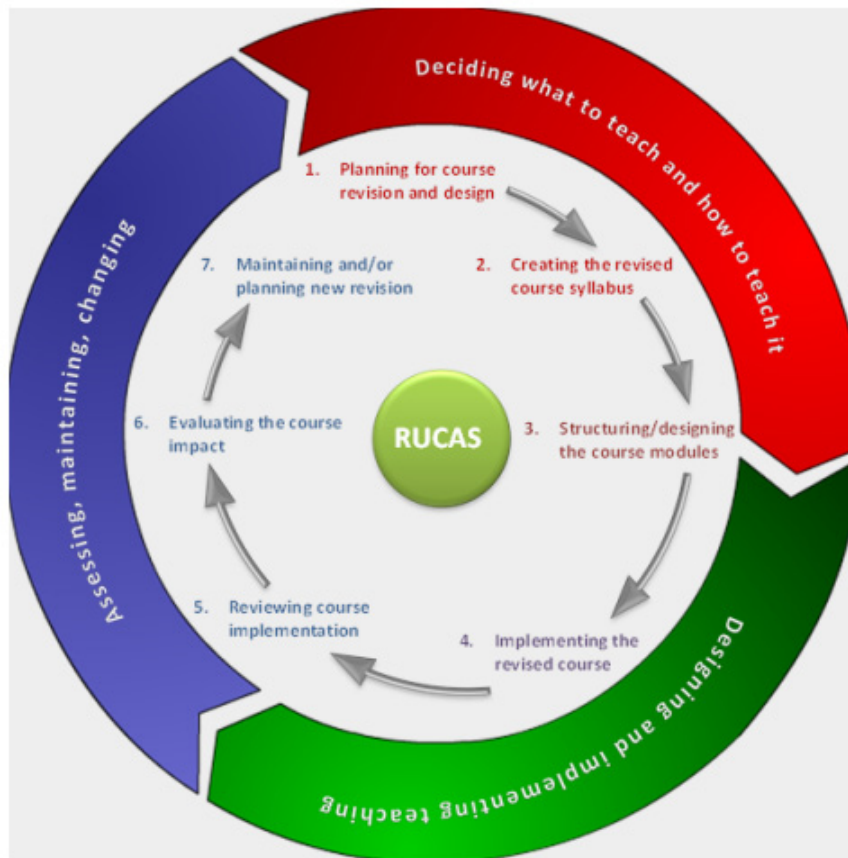 Deciding what to teach and how to teach it
1. Planning for course
revision and design
2. Creating the revised
course syllabus
3. Structuring/designing
the course modules
4. Implementing the
revised course
5. Reviewing course
implementation
6. Evaluating the course
impact
7. Maintaining and/or
planning new revision
RUCAS
Designing and implementing teaching
Assessing, maintaining, changing